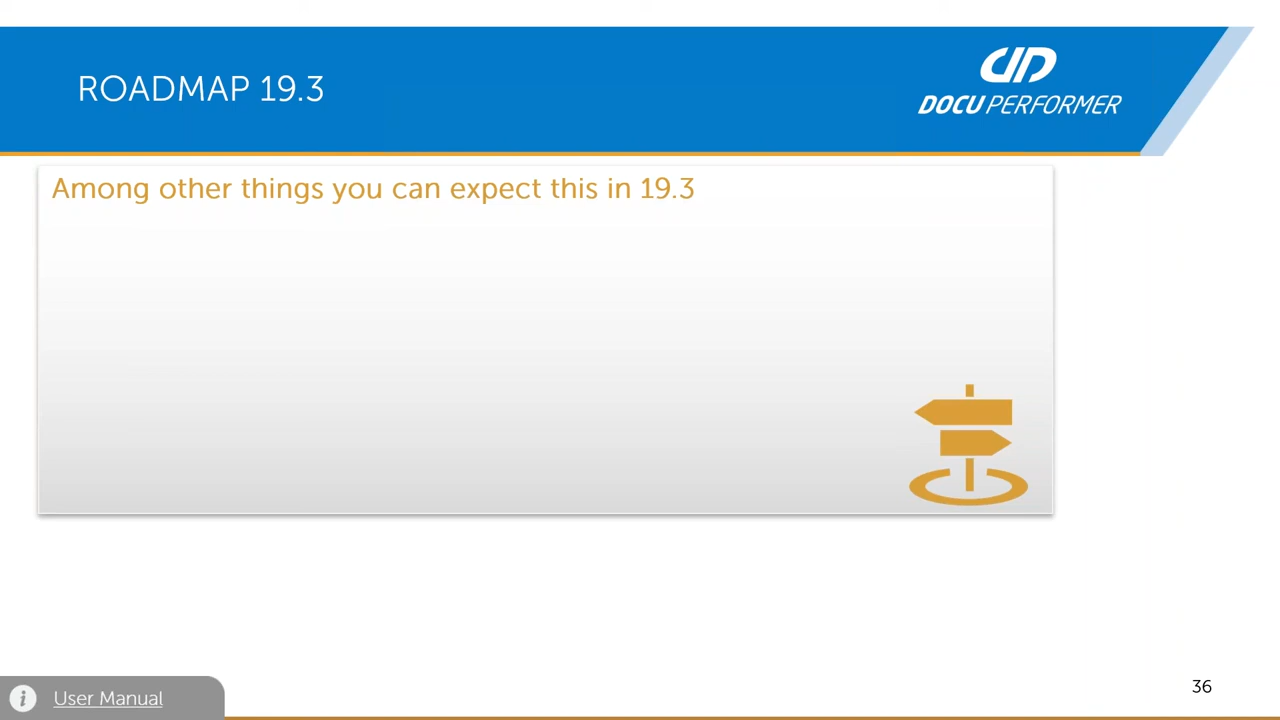 ROADMAP 19.3
DOCU PERFORMER
Among other things you can expect this in 19.3
i User Manual
36